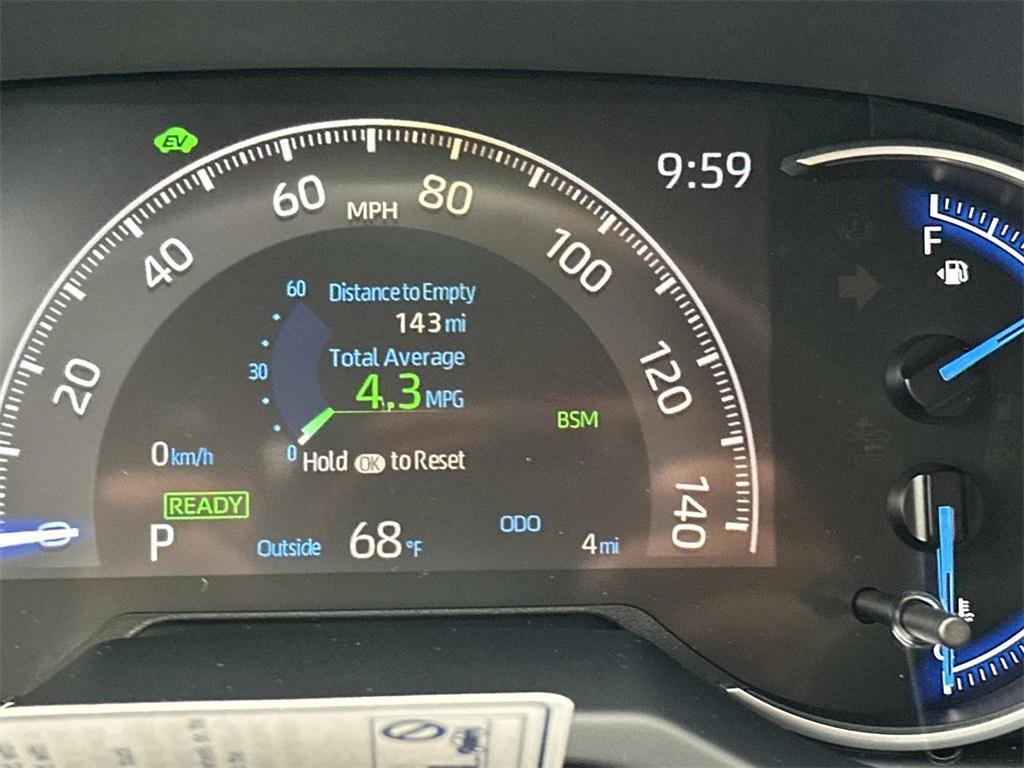 EV
9:59
60
MPH
80
40
100
F
60
Distance to Empty
143 mi
Total Average
30
4.3 MPG
20
120
BSM
0
Hold OK to Reset
0 km/h
READY
140
0
P
Outside
68 °F
ODO
4 mi